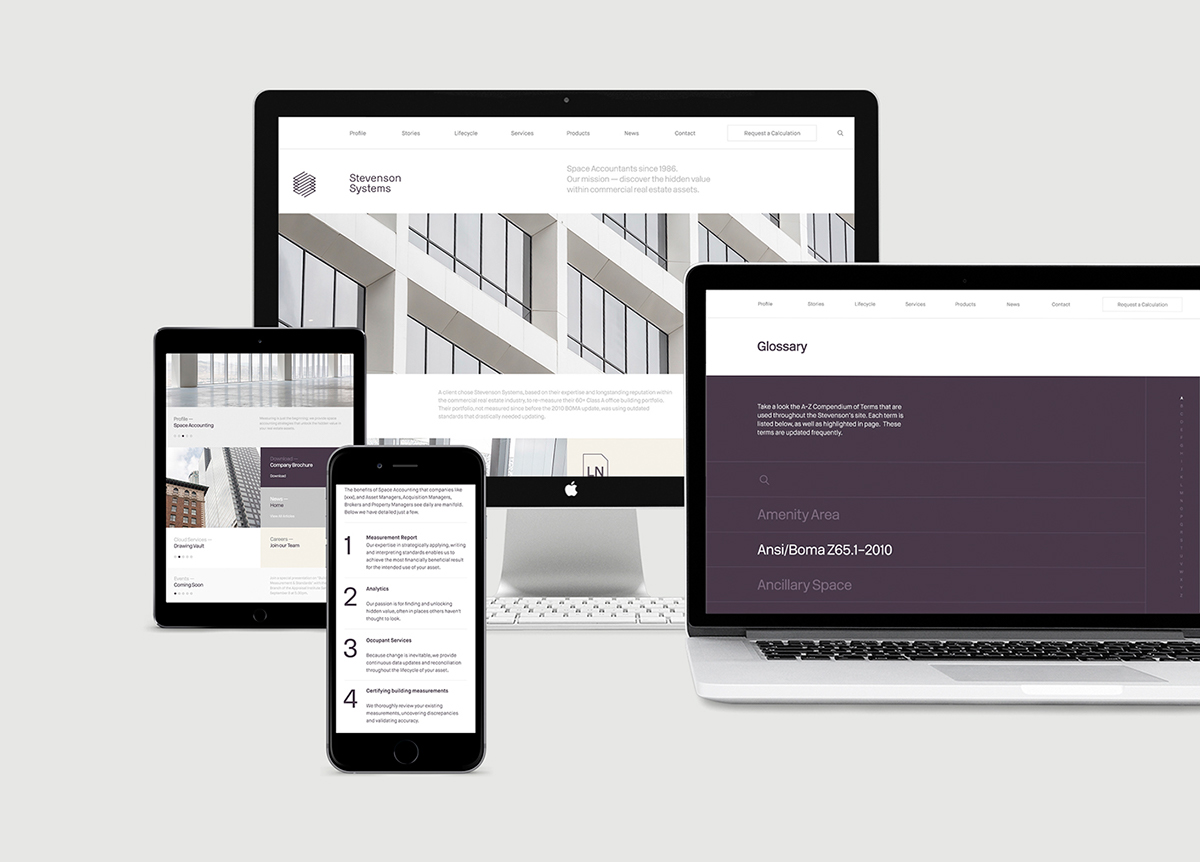 Profile
Stories
Lifecycle
Services
Products
News
Contact
Request a Calculation
Stevenson
Systems
Space Accountants since 1986.
Our mission — discover the hidden value
within commercial real estate assets.
A client chose Stevenson Systems, based on their expertise and longstanding reputation within
the commercial real estate industry, to re-measure their 60+ Class A office building portfolio.
Their portfolio, not measured since before the 2010 BOMA update, was using outdated
standards that drastically needed updating.
LN
Profile
Stories
Lifecycle
Services
Products
News
Contact
Request a Calculation
Glossary
Take a look the A–Z Compendium of Terms that are
used throughout the Stevenson's site. Each term is
listed below, as well as highlighted in page. These
terms are updated frequently.
A
Amenity Area
Ansi/Boma Z65.1–2010
Ancillary Space
Profile —
Space Accounting
Download —
Company Brochure
Download
News —
Home
Cloud Services —
Drawing Vault
Careers —
Join our Team
Events —
Coming Soon
The benefits of Space Accounting that companies like
(xxx), and Asset Managers, Acquisition Managers,
Brokers and Property Managers see daily are manifold.
Below we have detailed just a few.
1
Measurement Report
Our expertise in strategically applying, writing
and interpreting standards enables us to
achieve the most financially beneficial result
for the intended use of your asset.
2
Analytics
Our passion is for finding and unlocking
hidden value, often in places others haven't
thought to look.
3
Occupant Services
Because change is inevitable, we provide
continuous data updates and reconciliation
throughout the lifecycle of your asset.
4
Certifying building measurements
We thoroughly review your existing
measurements, uncovering discrepancies
and validating accuracy.